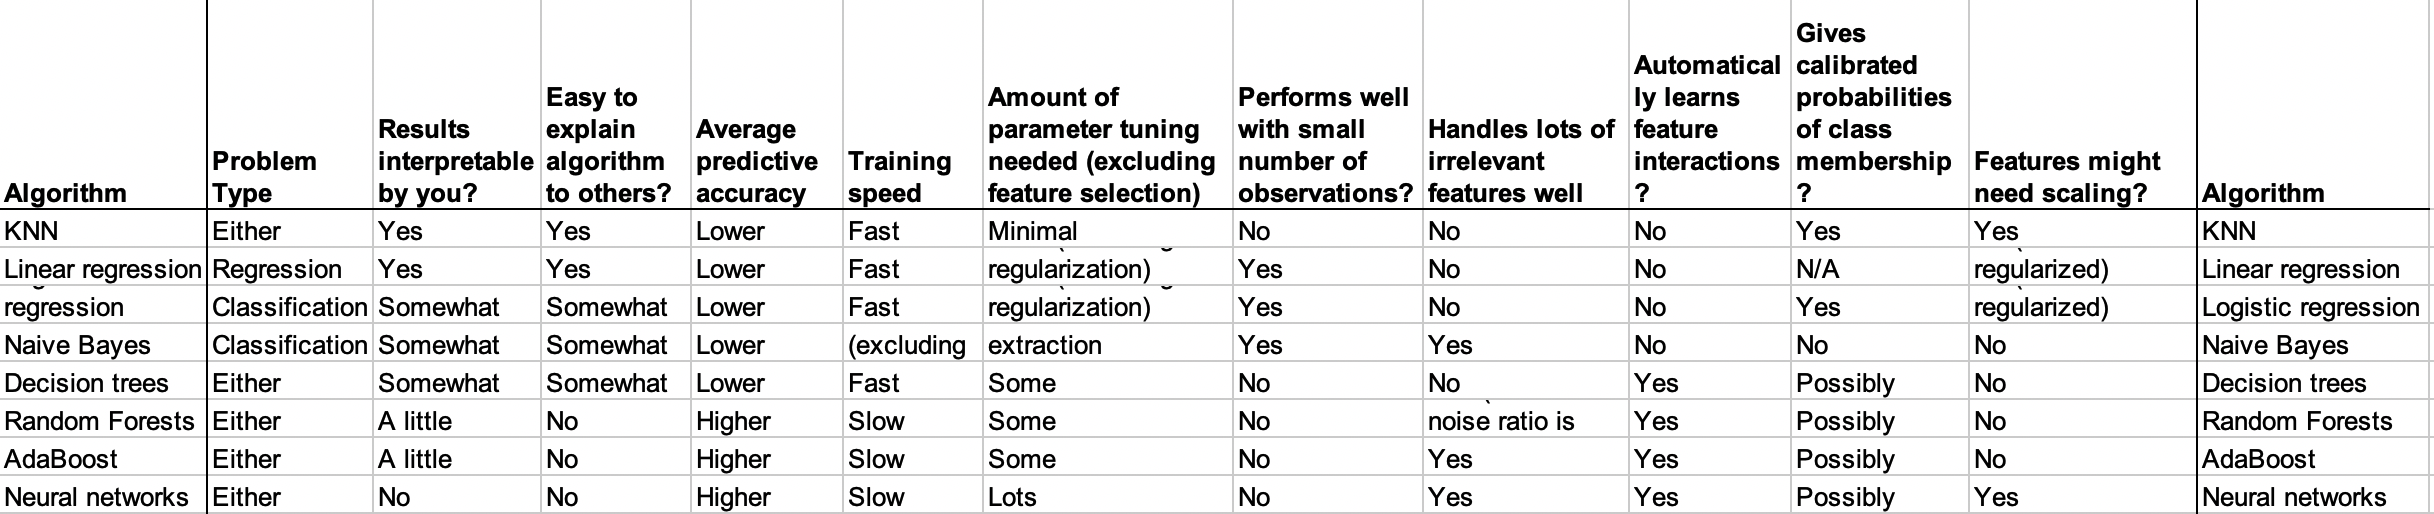 Algorithm Problem Type Results interpretable by you? Easy to explain algorithm to others? Average predictive accuracy Training speed Amount of parameter tuning needed (excluding feature selection) Performs well with small number of observations? Handles lots of irrelevant features well Automatically learns feature interactions? Gives calibrated probabilities of class membership? Features might need scaling? Algorithm
KNN Either Yes Yes Lower Fast Minimal No No No Yes Yes KNN
Linear regression Regression Yes Yes Lower Fast regularization) Yes No No N/A regularized) Linear regression
regression Classification Somewhat Somewhat Lower Fast regularization) Yes No No Yes regularized) Logistic regression
Naive Bayes Classification Somewhat Somewhat Lower (excluding extraction Yes Yes No No No Naive Bayes
Decision trees Either Somewhat Somewhat Lower Fast Some No No Yes Possibly No Decision trees
Random Forests Either A little No Higher Slow Some No noise ratio is Yes Possibly No Random Forests
AdaBoost Either A little No Higher Slow Some No Yes Yes Possibly No AdaBoost
Neural networks Either No No Higher Slow Lots No Yes Yes Possibly Yes Neural networks